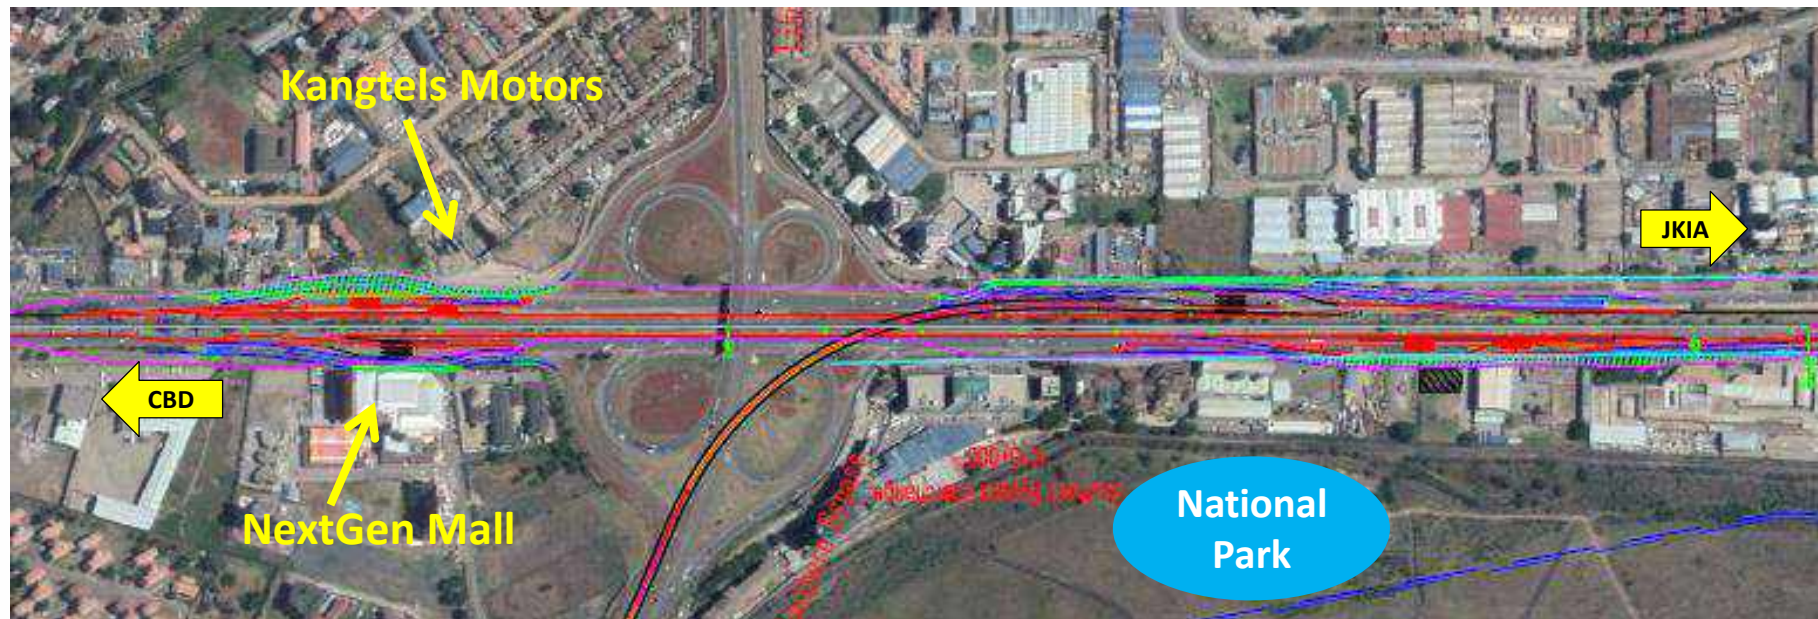 Kangtels Motors
JKIA
CBD
NextGen Mall
National
Park